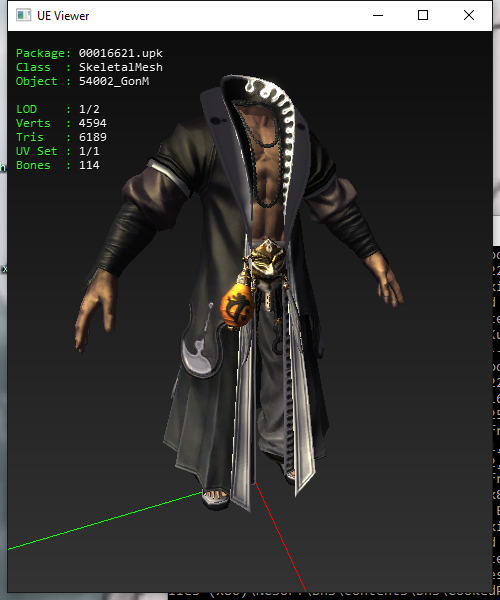 UE Viewer
Package: 00016621.upk
Class : SkeletalMesh
Object : 54002_GonM
LOD : 1/2
Verts : 4594
Tris : 6189
UV Set : 1/1
Bones : 114